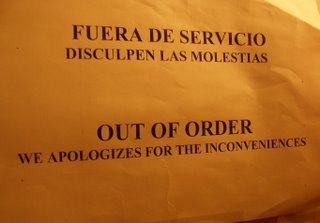 FUERA DE SERVICIO
DISCULPEN LAS MOLESTIAS
OUT OF ORDER
WE APOLOGIZES FOR THE INCONVENIENCES